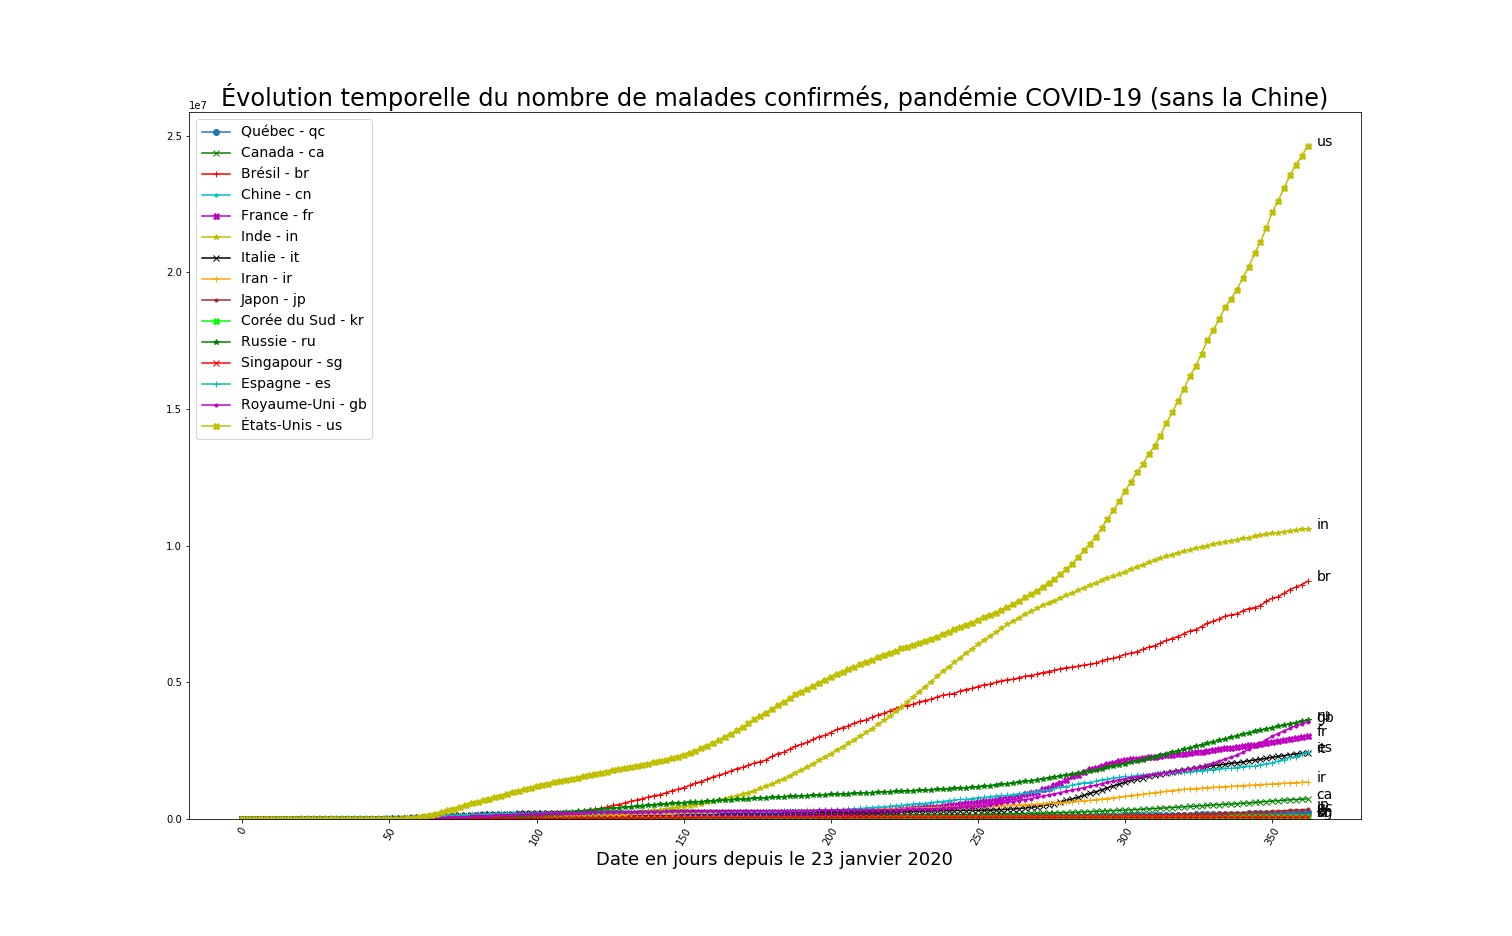 Évolution temporelle du nombre de malades confirmés, pandémie COVID-19 (sans la Chine)
1e7
2.5
2.0
1.5
1.0
0.5
0.0
Québec - qc
Canada - ca
Brésil - br
Chine - cn
France - fr
Inde - in
Italie - it
Iran - ir
Japon - jp
Corée du Sud - kr
Russie - ru
Singapour - sg
Espagne - es
Royaume-Uni - gb
États-Unis - us
us
in
br
gb
fr
es
ir
ca
0
50
100
150
200
250
300
350
Date en jours depuis le 23 janvier 2020